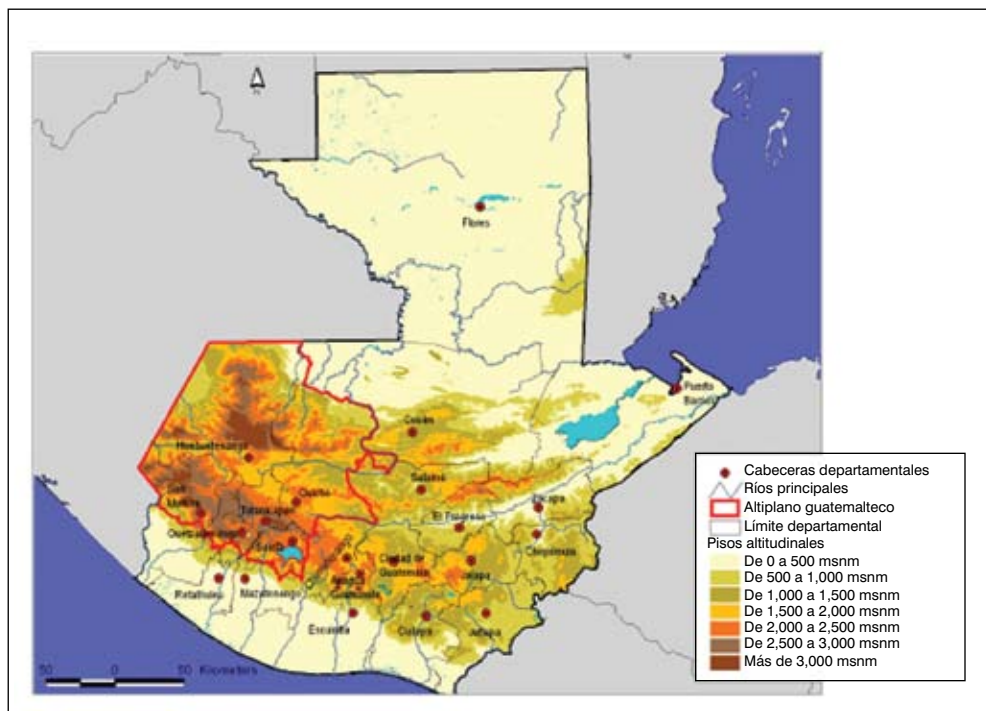 Flores
Puerto
Barrios
Cobán
Huehuetenango
Salamá
Quiché
San
Marcos
Totonicapán
Zacapa
El Progreso
Quetzaltenango
Sololá
Chiquimula
Ciudad de
Guatemala
Jalapa
Antigua
Guatemala
Retalhuleu
Mazatenango
Escuintla
Cuilapa
Jutiapa
50 0 50 Kilometers
Cabeceras departamentales
Ríos principales
Altiplano guatemalteco
Límite departamental
Pisos altitudinales
De 0 a 500 msnm
De 500 a 1,000 msnm
De 1,000 a 1,500 msnm
De 1,500 a 2,000 msnm
De 2,000 a 2,500 msnm
De 2,500 a 3,000 msnm
Más de 3,000 msnm